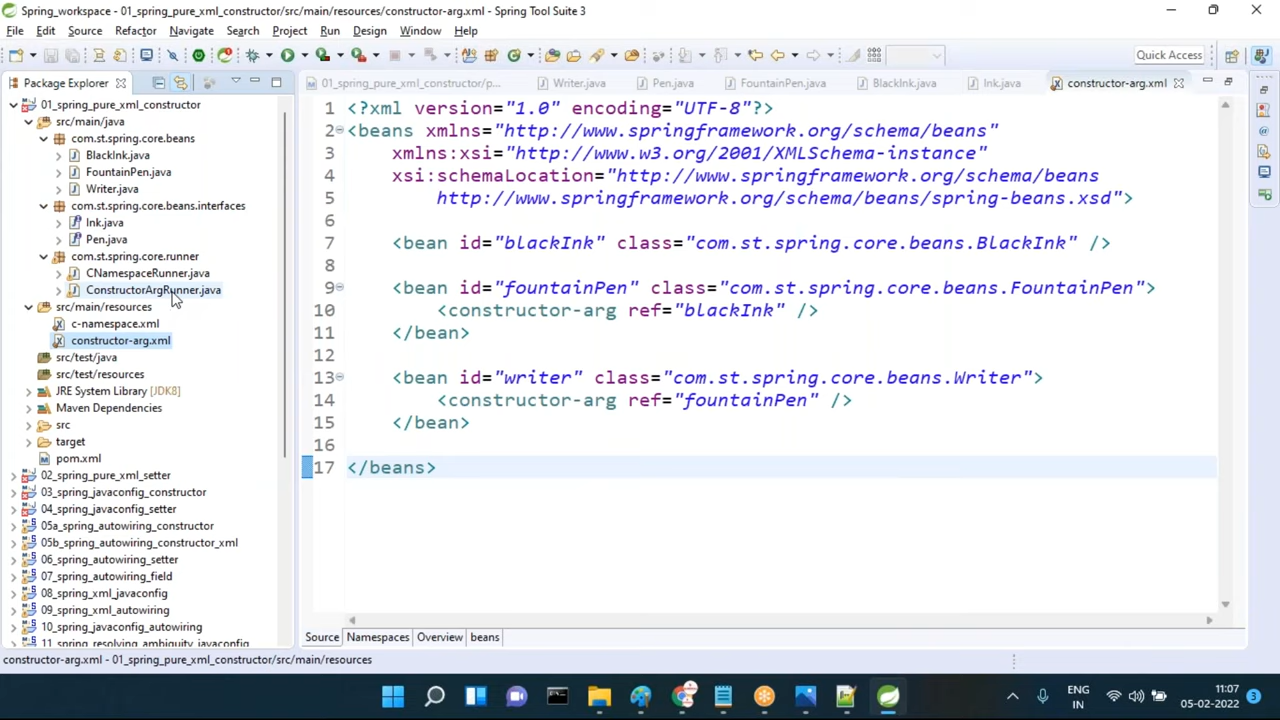 Spring_workspace - 01_spring_pure_xml_constructor/src/main/resources/constructor-arg.xml - Spring Tool Suite 3
File Edit Source Refactor Navigate Search Project Run Design Window Help
Quick Access
Package Explorer
01_spring_pure_xml_constructor
src/main/java
com.st.spring.core.beans
BlackInk.java
FountainPen.java
Writer.java
com.st.spring.core.beans.interfaces
Ink.java
Pen.java
com.st.spring.core.runner
CNamespaceRunner.java
ConstructorArgRunner.java
src/main/resources
c-namespace.xml
constructor-arg.xml
src/test/java
src/test/resources
JRE System Library [JDK8]
Maven Dependencies
src
target
pom.xml
02_spring_pure_xml_setter
03_spring_javaconfig_constructor
04_spring_javaconfig_setter
05a_spring_autowiring_constructor
05b_spring_autowiring_constructor_xml
06_spring_autowiring_setter
07_spring_autowiring_field
08_spring_xml_javaconfig
09_spring_xml_autowiring
10_spring_javaconfig_autowiring
11_spring_resolving_ambiguity_javaconfig
01_spring_pure_xml_constructor/p... Writer.java Pen.java FountainPen.java BlackInk.java Ink.java constructor-arg.xml
1 <?xml version="1.0" encoding="UTF-8"?>
2 <beans xmlns="http://www.springframework.org/schema/beans"
3 xmlns:xsi="http://www.w3.org/2001/XMLSchema-instance"
4 xsi:schemaLocation="http://www.springframework.org/schema/beans
5 http://www.springframework.org/schema/beans/spring-beans.xsd">
6
7 <bean id="blackInk" class="com.st.spring.core.beans.BlackInk" />
8
9 <bean id="fountainPen" class="com.st.spring.core.beans.FountainPen">
10 <constructor-arg ref="blackInk" />
11 </bean>
12
13 <bean id="writer" class="com.st.spring.core.beans.Writer">
14 <constructor-arg ref="fountainPen" />
15 </bean>
16
17 </beans>
Source Namespaces Overview beans
constructor-arg.xml - 01_spring_pure_xml_constructor/src/main/resources
ENG
IN
11:07
05-02-2022
3